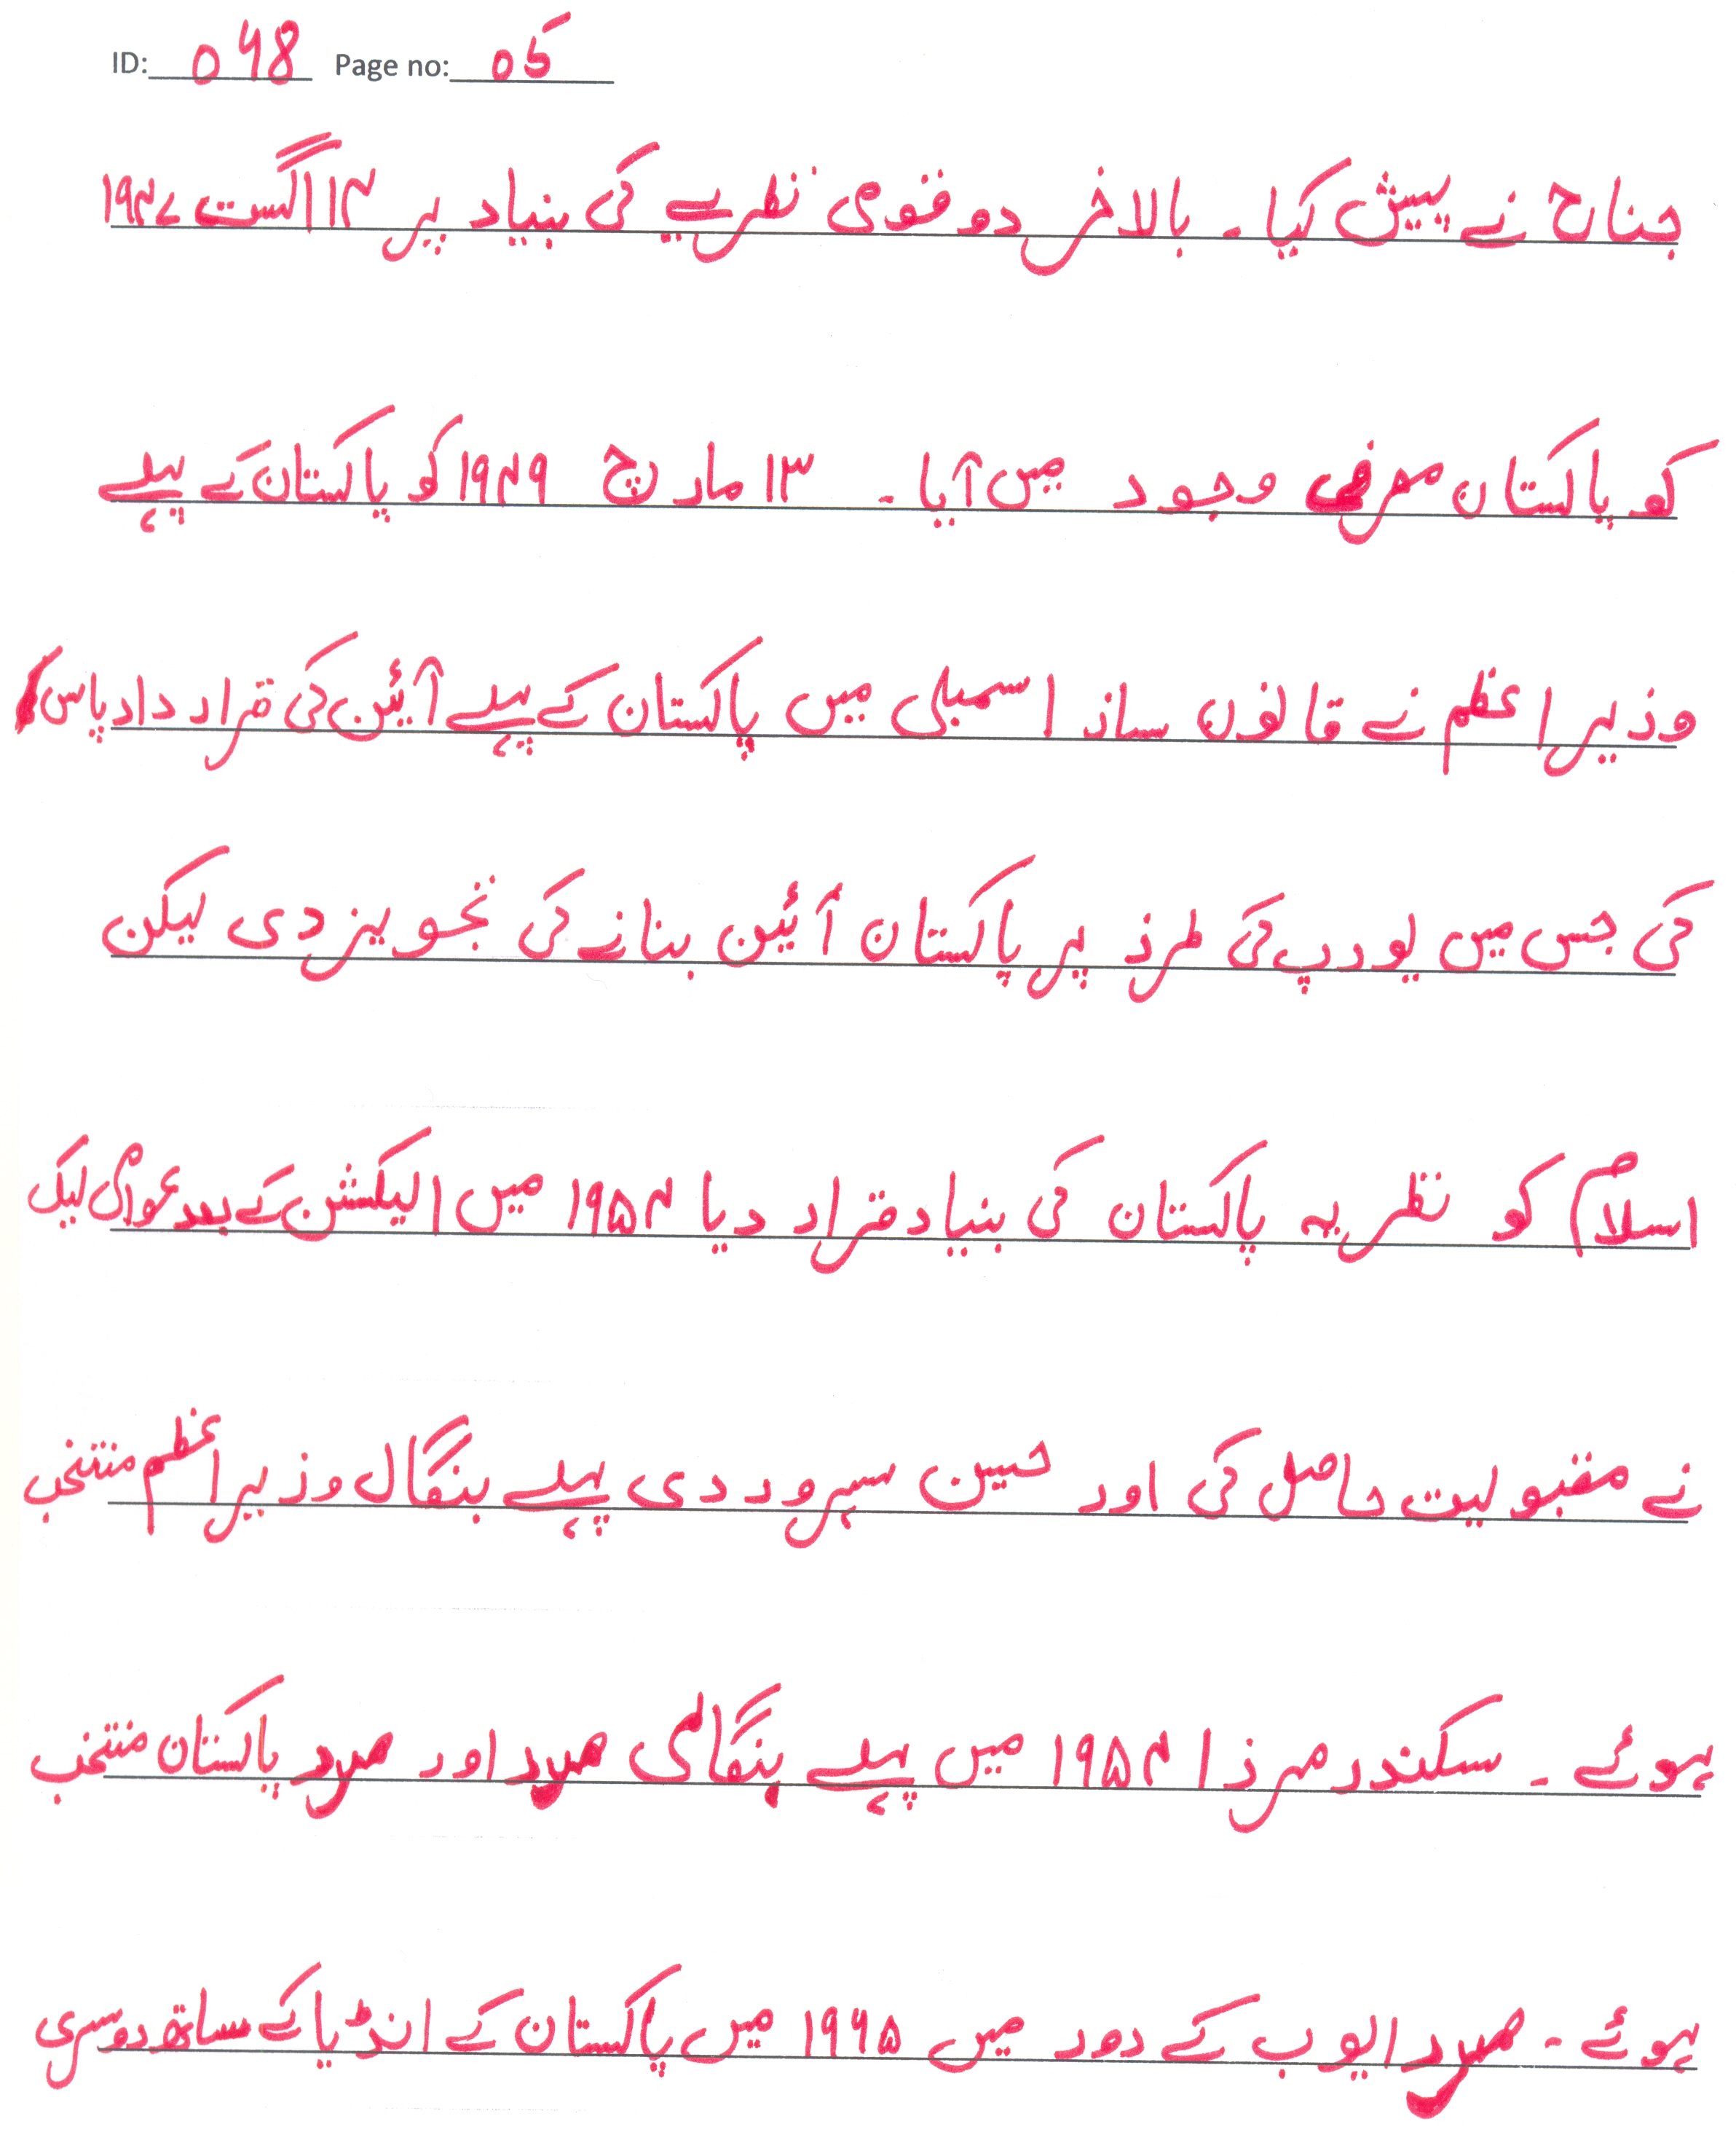 ID: 048 Page no: 05
جناح نے پیش کیا۔ بالاخر دو قومی نظریے کی بنیاد پر ۱۴ اگست ۱۹۴۷
کو پاکستان معرضی وجود میں آیا۔ ۱۳ مارچ ۱۹۴۹ کو پاکستان کے پہلے
وزیر اعظم نے قانون ساز اسمبلی میں پاکستان کے پہلے آئین کی قرارداد پاس
کی جس میں یورپ کی طرز پر پاکستان آئین بنانے کی تجویز دی لیکن
اسلام کو نظریہ پاکستان کی بنیاد قرار دیا ۱۹۵۴ میں الیکشن کے بعد عوامی لیگ
نے مقبولیت حاصل کی اور حسین سہروردی پہلے بنگال وزیر اعظم منتخب
ہوئے۔ سکندر مرزا ۱۹۵۴ میں پہلے بنگالی صدر اور صدر پاکستان منتخب
ہوئے۔ صدر ایوب کے دور میں ۱۹۶۵ میں پاکستان کے انڈیا کے ساتھ دوسری